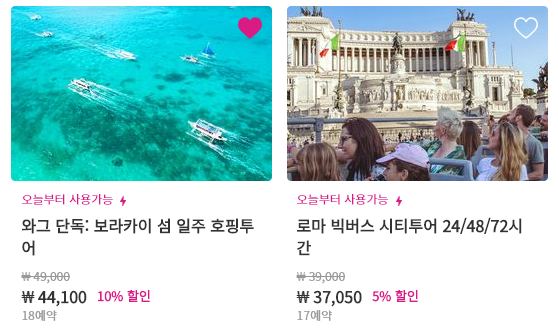 오늘부터 사용가능
와그 단독: 보라카이 섬 일주 호핑투
어
₩ 49,000
₩ 44,100 10% 할인
18예약
오늘부터 사용가능
로마 빅버스 시티투어 24/48/72시
간
₩ 39,000
₩ 37,050 5% 할인
17예약